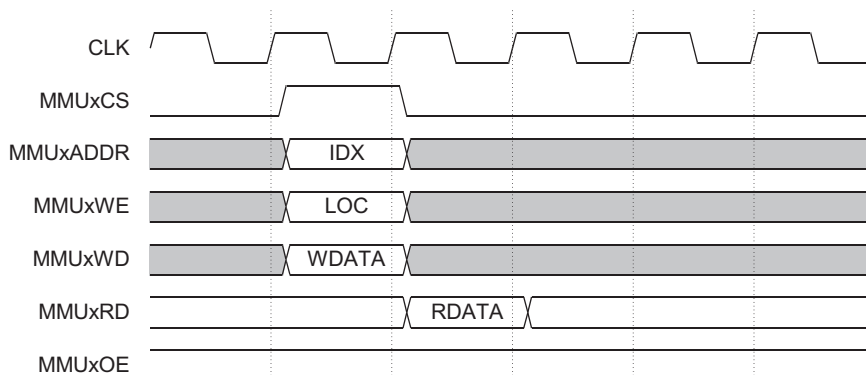 CLK
MMUxCS
MMUxADDR IDX
MMUxWE LOC
MMUxWD WDATA
MMUxRD RDATA
MMUxOE